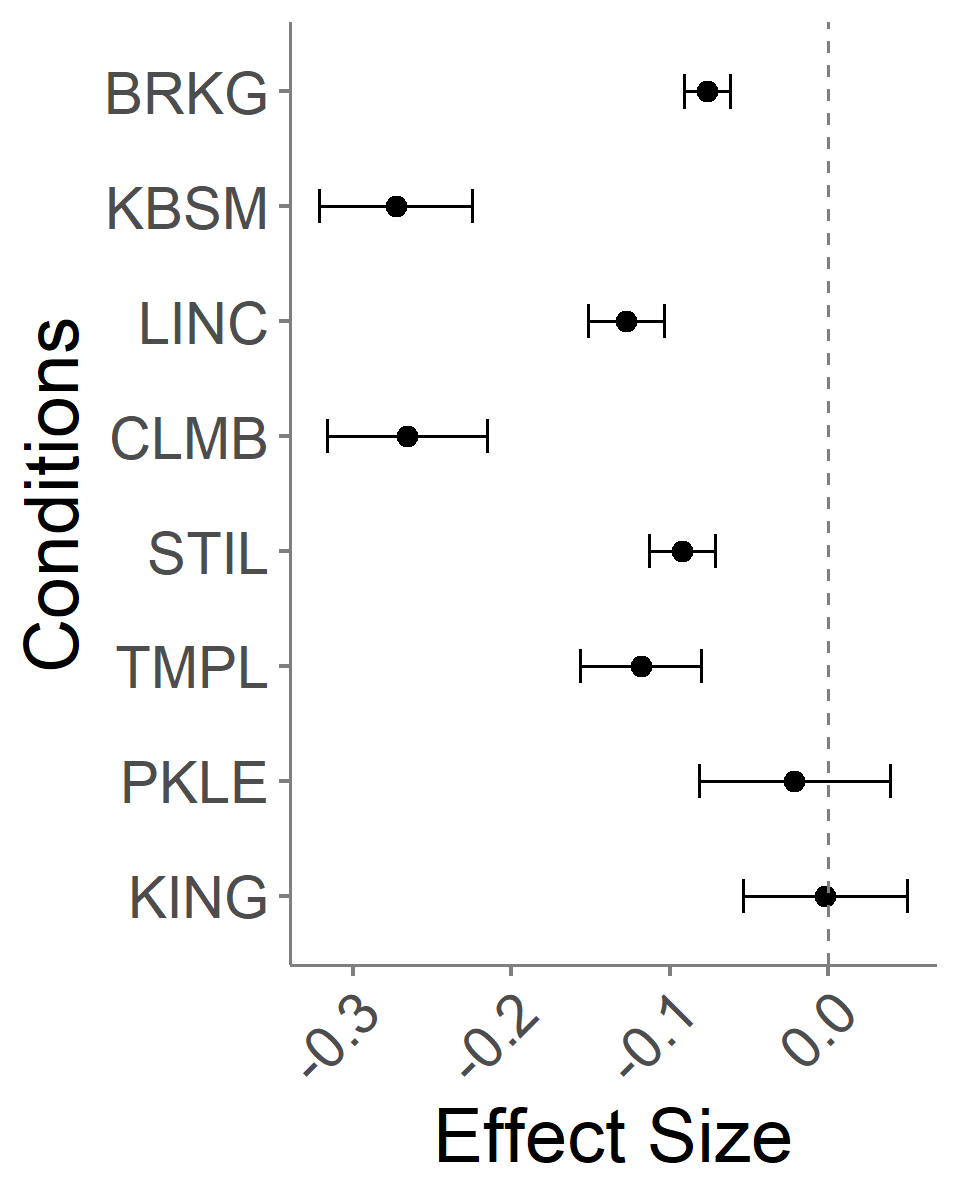 Conditions
BRKG
KBSM
LINC
CLMB
STIL
TMPL
PKLE
KING
-0.3
-0.2
-0.1
0.0
Effect Size